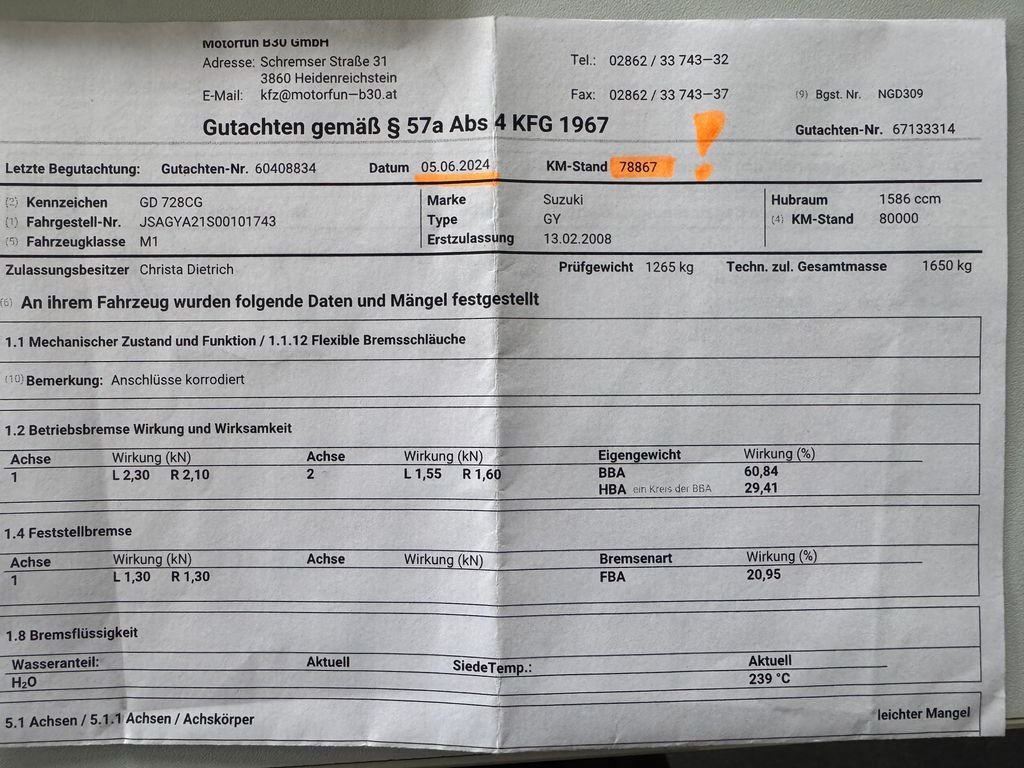 Motorfun B30 GmbH
Adresse: Schremser Straße 31
3860 Heidenreichstein
E-Mail: kfz@motorfun–b30.at
Tel.: 02862 / 33 743–32
Fax: 02862 / 33 743–37
(9) Bgst. Nr. NGD309
Gutachten gemäß § 57a Abs 4 KFG 1967 !
Gutachten-Nr. 67133314
Letzte Begutachtung: Gutachten-Nr. 60408834 Datum 05.06.2024 KM-Stand 78867
(2) Kennzeichen GD 728CG Marke Suzuki Hubraum 1586 ccm
(1) Fahrgestell-Nr. JSAGYA21S00101743 Type GY (4) KM-Stand 80000
(5) Fahrzeugklasse M1 Erstzulassung 13.02.2008
Zulassungsbesitzer Christa Dietrich Prüfgewicht 1265 kg Techn. zul. Gesamtmasse 1650 kg
(6) An ihrem Fahrzeug wurden folgende Daten und Mängel festgestellt
1.1 Mechanischer Zustand und Funktion / 1.1.12 Flexible Bremsschläuche
(10) Bemerkung: Anschlüsse korrodiert
1.2 Betriebsbremse Wirkung und Wirksamkeit
Achse Wirkung (kN) Achse Wirkung (kN) Eigengewicht Wirkung (%)
1 L 2,30 R 2,10 2 L 1,55 R 1,60 BBA 60,84
HBA ein Kreis der BBA 29,41
1.4 Feststellbremse
Achse Wirkung (kN) Achse Wirkung (kN) Bremsenart Wirkung (%)
1 L 1,30 R 1,30 FBA 20,95
1.8 Bremsflüssigkeit
Wasseranteil: Aktuell SiedeTemp.: Aktuell
H₂O 239 °C
5.1 Achsen / 5.1.1 Achsen / Achskörper leichter Mangel